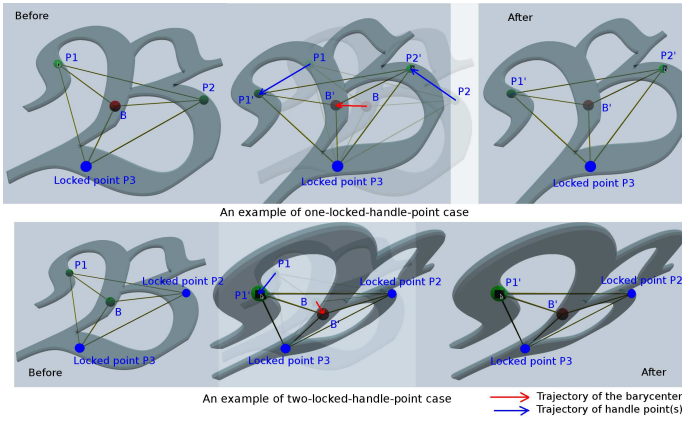 Before
P1
P2
B
Locked point P3
P1
P2'
P2
P1'
B'
B
Locked point P3
After
P2'
P1'
B'
Locked point P3
An example of one-locked-handle-point case
P1
Locked point P2
B
Locked point P3
Before
P1
Locked point P2
P1'
B
B'
Locked point P3
P1'
Locked point P2
B'
Locked point P3
After
An example of two-locked-handle-point case
Trajectory of the barycenter
Trajectory of handle point(s)